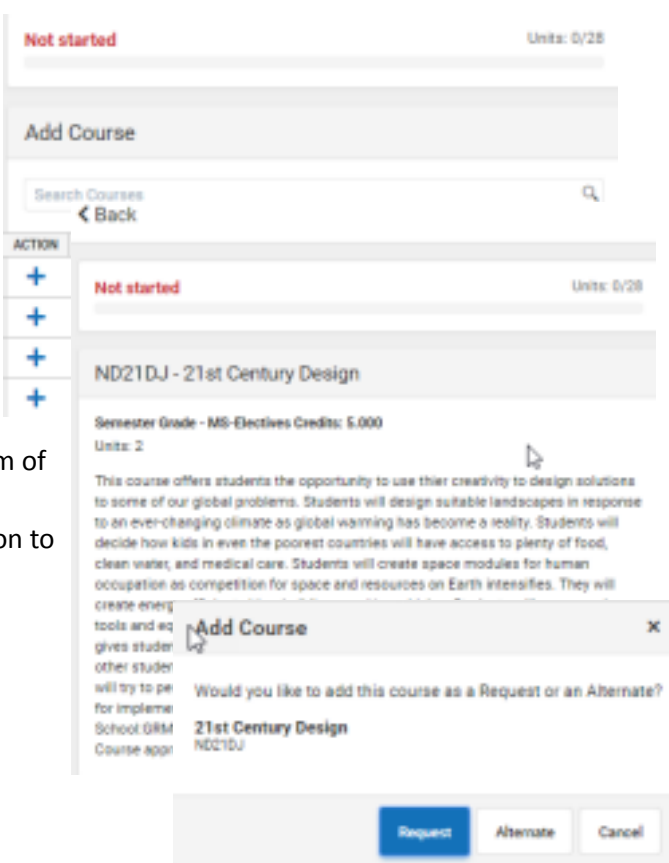 Not started Units: 0/28
Add Course
Search Courses
Back
ACTION
Not started Units: 0/28
ND21DJ - 21st Century Design
Semester Grade - MS-Electives Credits: 5.000
Units: 2
m of
on to
This course offers students the opportunity to use thier creativity to design solutions
to some of our global problems. Students will design suitable landscapes in response
to an ever-changing climate as global warming has become a reality. Students will
decide how kids in even the poorest countries will have access to plenty of food,
clean water, and medical care. Students will create space modules for human
occupation as competition for space and resources on Earth intensifies. They will
create energ
tools and eq
gives studen
other studen
will try to pe
for impleme
School:GRM
Course appr
Add Course ×
Would you like to add this course as a Request or an Alternate?
21st Century Design
ND21DJ
Request Alternate Cancel